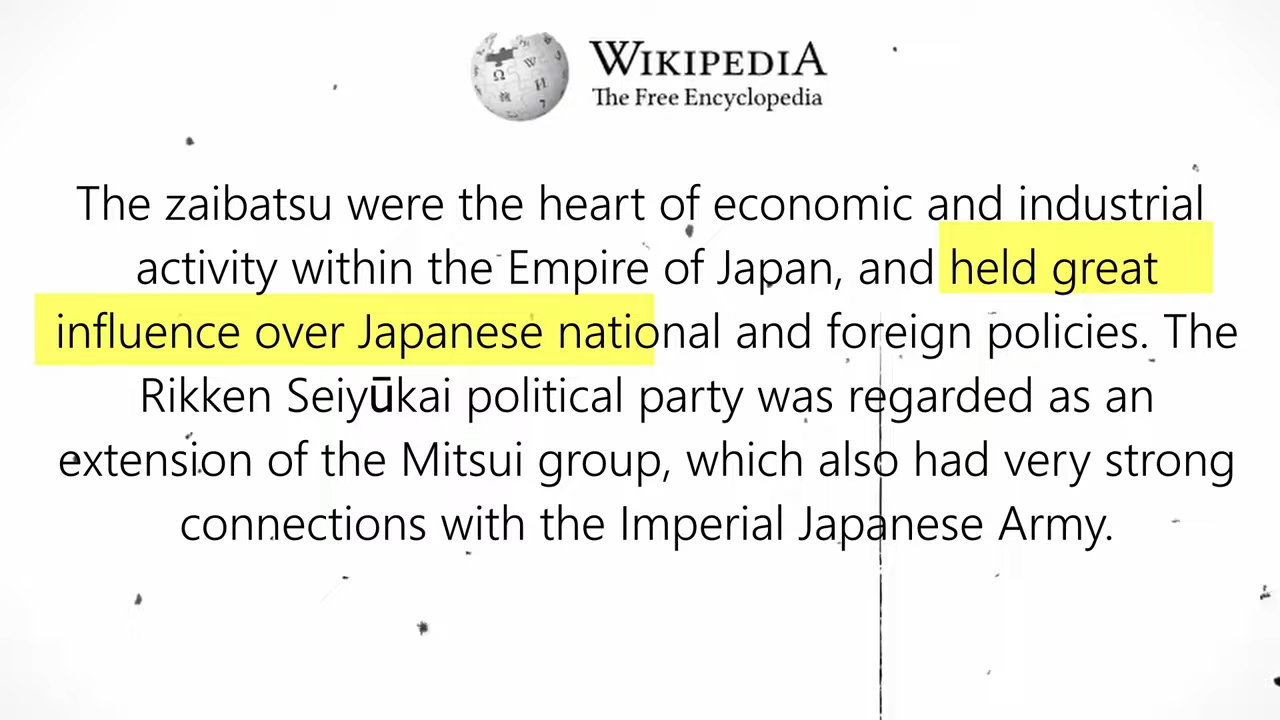 WIKIPEDIA
The Free Encyclopedia
The zaibatsu were the heart of economic and industrial
activity within the Empire of Japan, and held great
influence over Japanese national and foreign policies. The
Rikken Seiyūkai political party was regarded as an
extension of the Mitsui group, which also had very strong
connections with the Imperial Japanese Army.